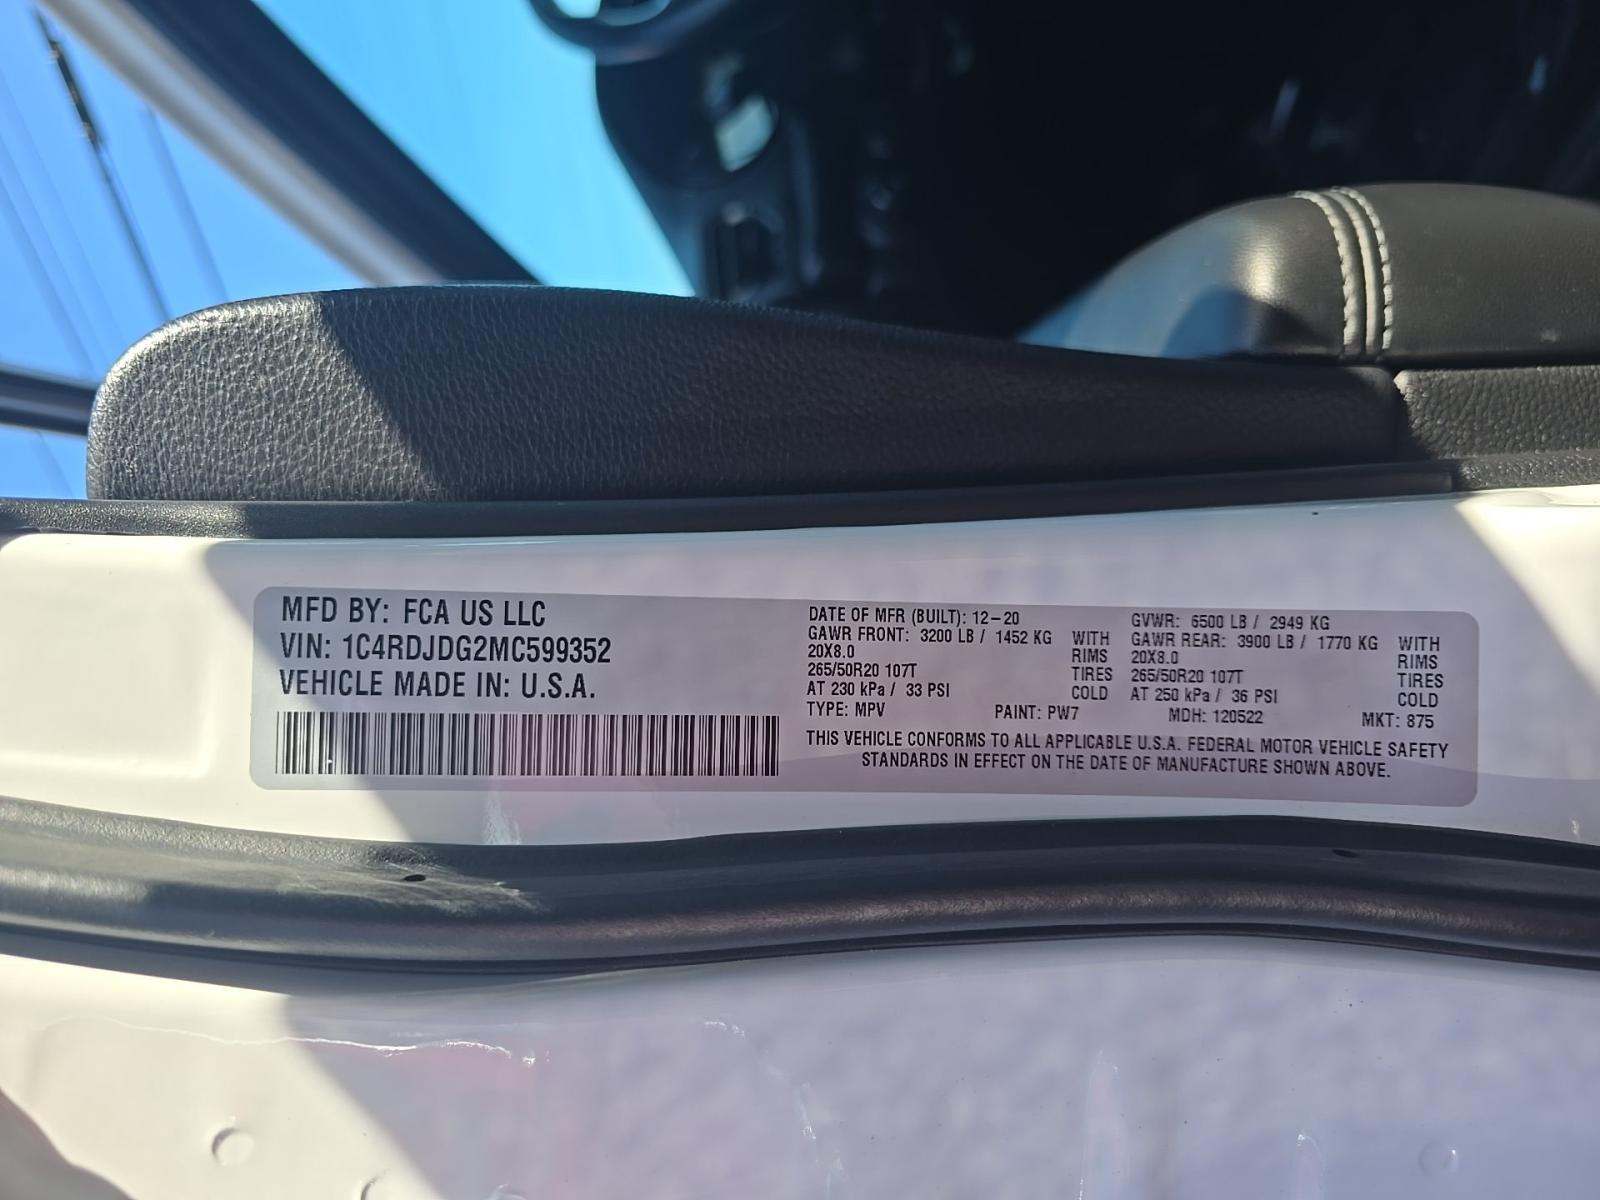 MFD BY: FCA US LLC
VIN: 1C4RDJDG2MC599352
VEHICLE MADE IN: U.S.A.
DATE OF MFR (BUILT): 12-20
GAWR FRONT: 3200 LB / 1452 KG WITH
20X8.0 RIMS
265/50R20 107T TIRES
AT 230 kPa / 33 PSI COLD
GVWR: 6500 LB / 2949 KG
GAWR REAR: 3900 LB / 1770 KG WITH
20X8.0 RIMS
265/50R20 107T TIRES
AT 250 kPa / 36 PSI COLD
TYPE: MPV PAINT: PW7 MDH: 120522 MKT: 875
THIS VEHICLE CONFORMS TO ALL APPLICABLE U.S.A. FEDERAL MOTOR VEHICLE SAFETY
STANDARDS IN EFFECT ON THE DATE OF MANUFACTURE SHOWN ABOVE.